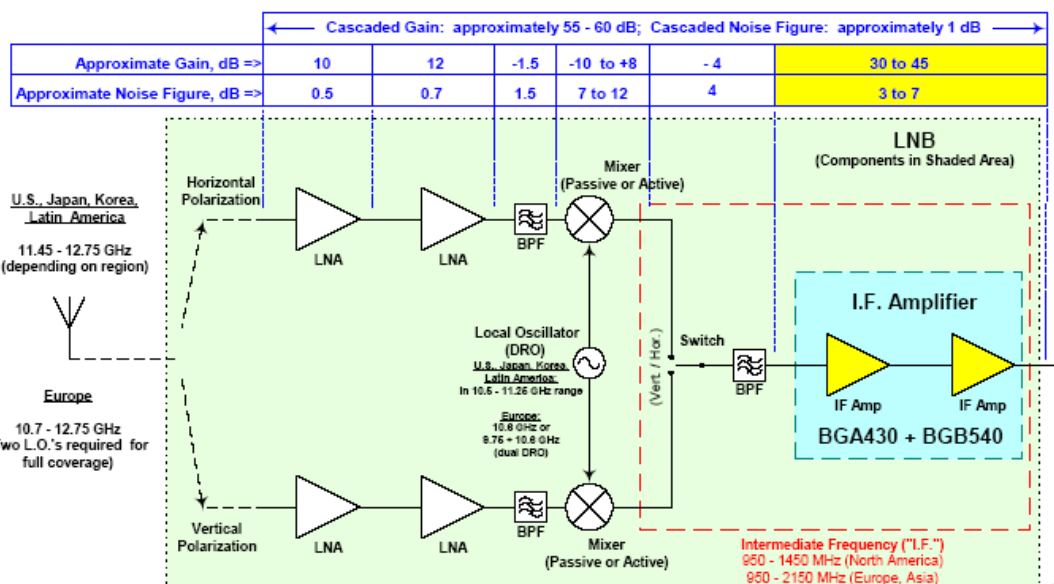 Cascaded Gain: approximately 55 - 60 dB; Cascaded Noise Figure: approximately 1 dB
Approximate Gain, dB => 10 12 -1.5 -10 to +8 - 4 30 to 45
Approximate Noise Figure, dB => 0.5 0.7 1.5 7 to 12 4 3 to 7
LNB
(Components in Shaded Area)
Mixer
(Passive or Active)
Horizontal
Polarization
U.S., Japan, Korea,
Latin America
11.45 - 12.75 GHz
(depending on region)
LNA
LNA
BPF
I.F. Amplifier
Local Oscillator
(DRO)
U.S., Japan, Korea,
Latin America:
In 10.5 - 11.25 GHz range
Europe:
10.6 GHz or
9.75 + 10.6 GHz
(dual DRO)
(Vert. / Hor.)
Switch
BPF
IF Amp
IF Amp
BGA430 + BGB540
Europe
10.7 - 12.75 GHz
Two L.O.'s required for
full coverage)
Vertical
Polarization
LNA
LNA
BPF
Mixer
(Passive or Active)
Intermediate Frequency ("I.F.")
950 - 1450 MHz (North America)
950 - 2150 MHz (Europe, Asia)